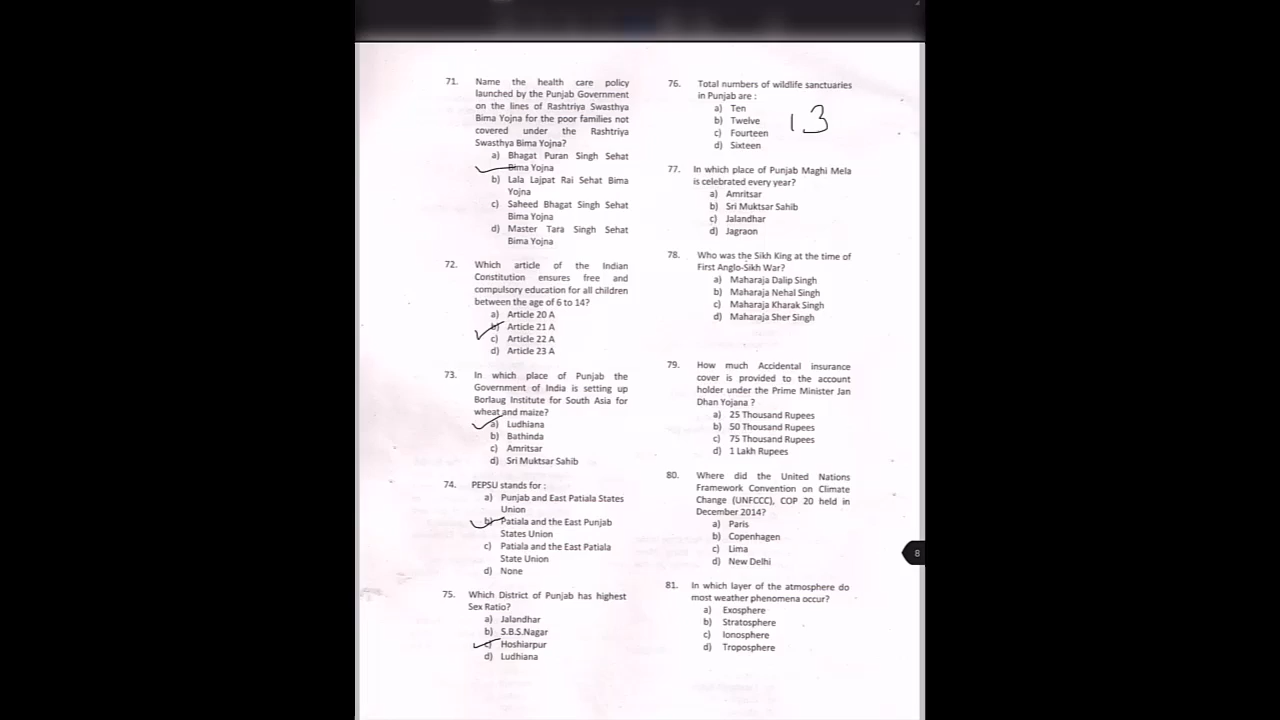 71. Name the health care policy
launched by the Punjab Government
on the lines of Rashtriya Swasthya
Bima Yojna for the poor families not
covered under the Rashtriya
Swasthya Bima Yojna?
a) Bhagat Puran Singh Sehat
Bima Yojna
b) Lala Lajpat Rai Sehat Bima
Yojna
c) Saheed Bhagat Singh Sehat
Bima Yojna
d) Master Tara Singh Sehat
Bima Yojna
72. Which article of the Indian
Constitution ensures free and
compulsory education for all children
between the age of 6 to 14?
a) Article 20 A
b) Article 21 A
c) Article 22 A
d) Article 23 A
73. In which place of Punjab the
Government of India is setting up
Borlaug Institute for South Asia for
wheat and maize?
a) Ludhiana
b) Bathinda
c) Amritsar
d) Sri Muktsar Sahib
74. PEPSU stands for :
a) Punjab and East Patiala States
Union
b) Patiala and the East Punjab
States Union
c) Patiala and the East Patiala
State Union
d) None
75. Which District of Punjab has highest
Sex Ratio?
a) Jalandhar
b) S.B.S.Nagar
c) Hoshiarpur
d) Ludhiana
76. Total numbers of wildlife sanctuaries
in Punjab are :
a) Ten
b) Twelve
c) Fourteen
d) Sixteen
13
77. In which place of Punjab Maghi Mela
is celebrated every year?
a) Amritsar
b) Sri Muktsar Sahib
c) Jalandhar
d) Jagraon
78. Who was the Sikh King at the time of
First Anglo-Sikh War?
a) Maharaja Dalip Singh
b) Maharaja Nehal Singh
c) Maharaja Kharak Singh
d) Maharaja Sher Singh
79. How much Accidental insurance
cover is provided to the account
holder under the Prime Minister Jan
Dhan Yojana ?
a) 25 Thousand Rupees
b) 50 Thousand Rupees
c) 75 Thousand Rupees
d) 1 Lakh Rupees
80. Where did the United Nations
Framework Convention on Climate
Change (UNFCCC), COP 20 held in
December 2014?
a) Paris
b) Copenhagen
c) Lima
d) New Delhi
81. In which layer of the atmosphere do
most weather phenomena occur?
a) Exosphere
b) Stratosphere
c) Ionosphere
d) Troposphere
8